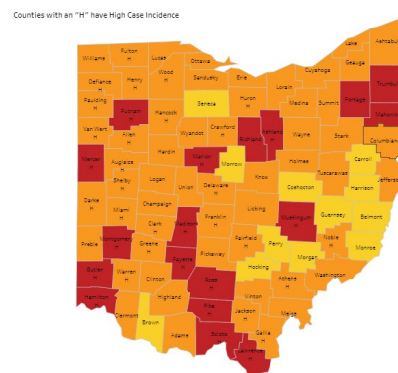 Counties with an "H" have High Case Incidence
Lake
Ashtabu
Fulton
H
Lucas
Williams
Ottawa
Geauga
Cuyahoga
Wood
H
Defiance
H
Henry
H
Sandusky
Erie
Lorain
Trumbu
Paulding
H
Seneca
Huron
H
Medina
Summit
Portage
H
Putnam
H
Hancock
H
Mahonin
Van Wert
H
Allen
H
Wyandot
Crawford
H
Richland
H
Ashland
H
Wayne
Stark
Columbiana
Hardin
Mercer
H
Marion
H
Morrow
Holmes
Carroll
Auglaize
H
Tuscarawas
Jefferso
Shelby
H
Logan
Union
Delaware
H
Knox
Coshocton
Harrison
Darke
H
Champaign
Miami
H
Licking
Muskingum
H
Guernsey
Belmont
Clark
H
Madison
H
Franklin
H
Preble
Montgomery
H
Greene
H
Fairfield
H
Perry
Noble
H
Monroe
Fayette
H
Pickaway
Morgan
Butler
H
Warren
H
Clinton
Hocking
Athens
H
Washington
Ross
H
Hamilton
H
Highland
H
Vinton
Clermont
H
Brown
Pike
H
Jackson
H
Meigs
Adams
Scioto
H
Gallia
H
Lawrence
H